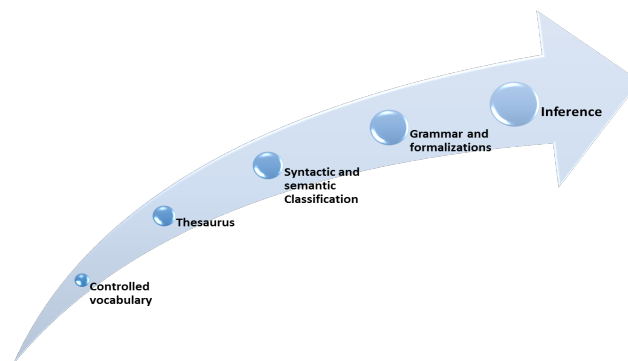 Inference
Grammar and
formalizations
Syntactic and
semantic
Classification
Thesaurus
Controlled
vocabulary